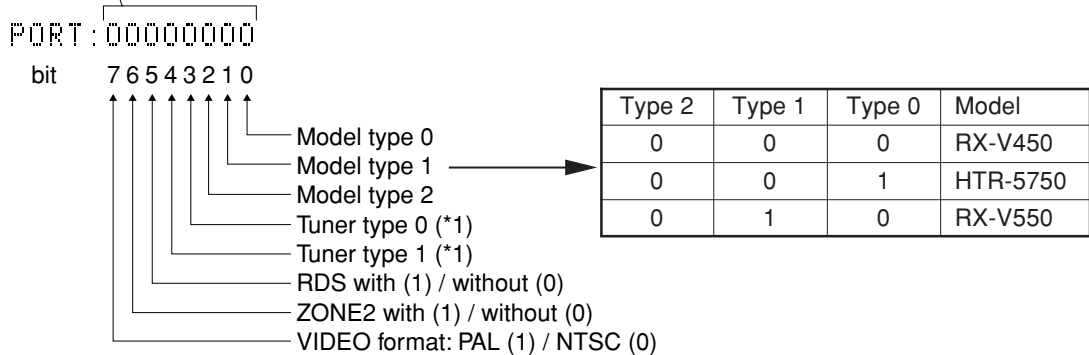 PORT:00000000
bit 7 6 5 4 3 2 1 0
Model type 0
Model type 1
Model type 2
Tuner type 0 (*1)
Tuner type 1 (*1)
RDS with (1) / without (0)
ZONE2 with (1) / without (0)
VIDEO format: PAL (1) / NTSC (0)
Type 2 Type 1 Type 0 Model
0 0 0 RX-V450
0 0 1 HTR-5750
0 1 0 RX-V550